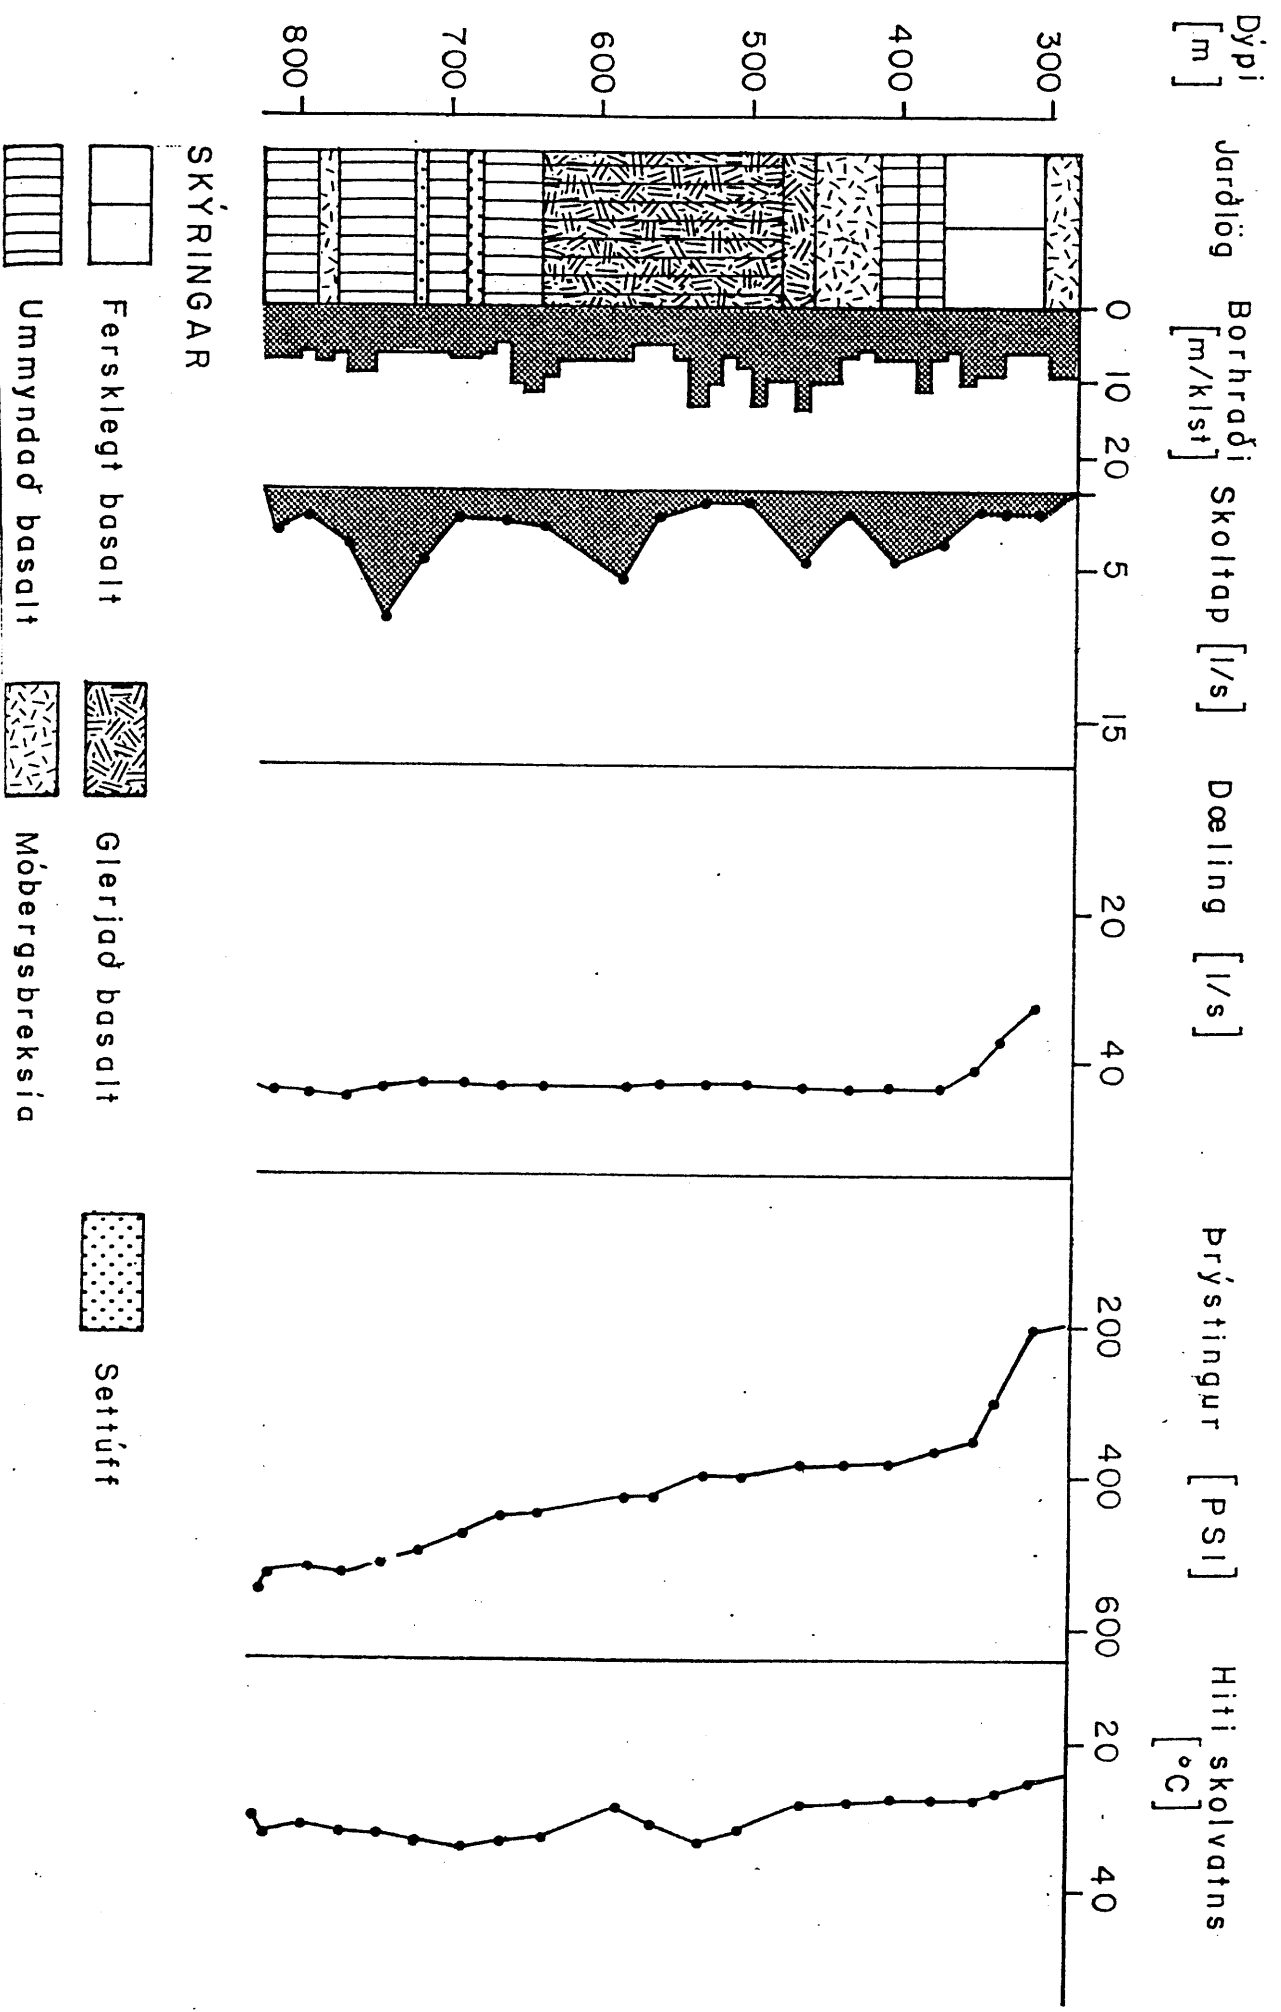 Dýpi
[m]
Jarðlög
Borhraði
[m/klst]
Skoltap [l/s]
Dæling [l/s]
Þrýstingur [PSI]
Hiti skolvatns
[°C]
0 10 20
5 15
20 40
200 400 600
20 40
300
400
500
600
700
800
SKÝRINGAR
Fersklegt basalt
Glerjað basalt
Settúff
Ummyndað basalt
Móbergsbreksía